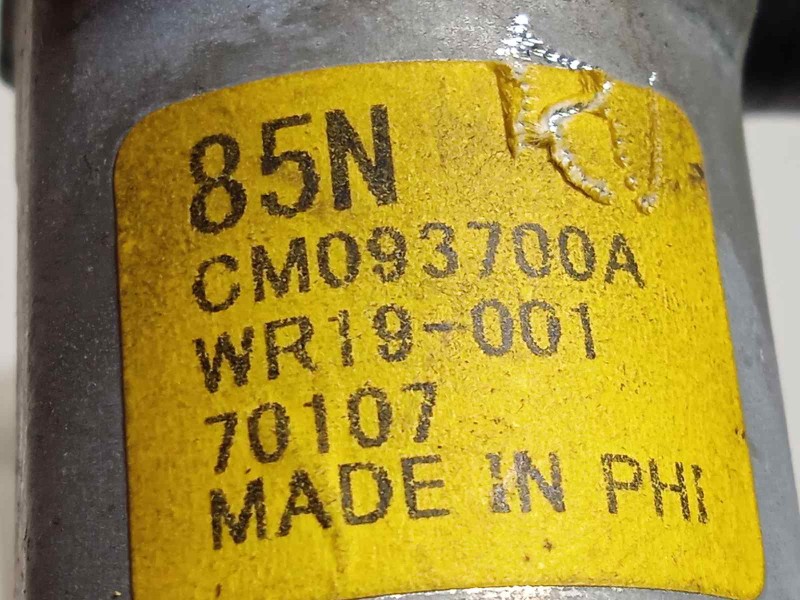 85N
CM093700A
WR19-001
70107
MADE IN PHI